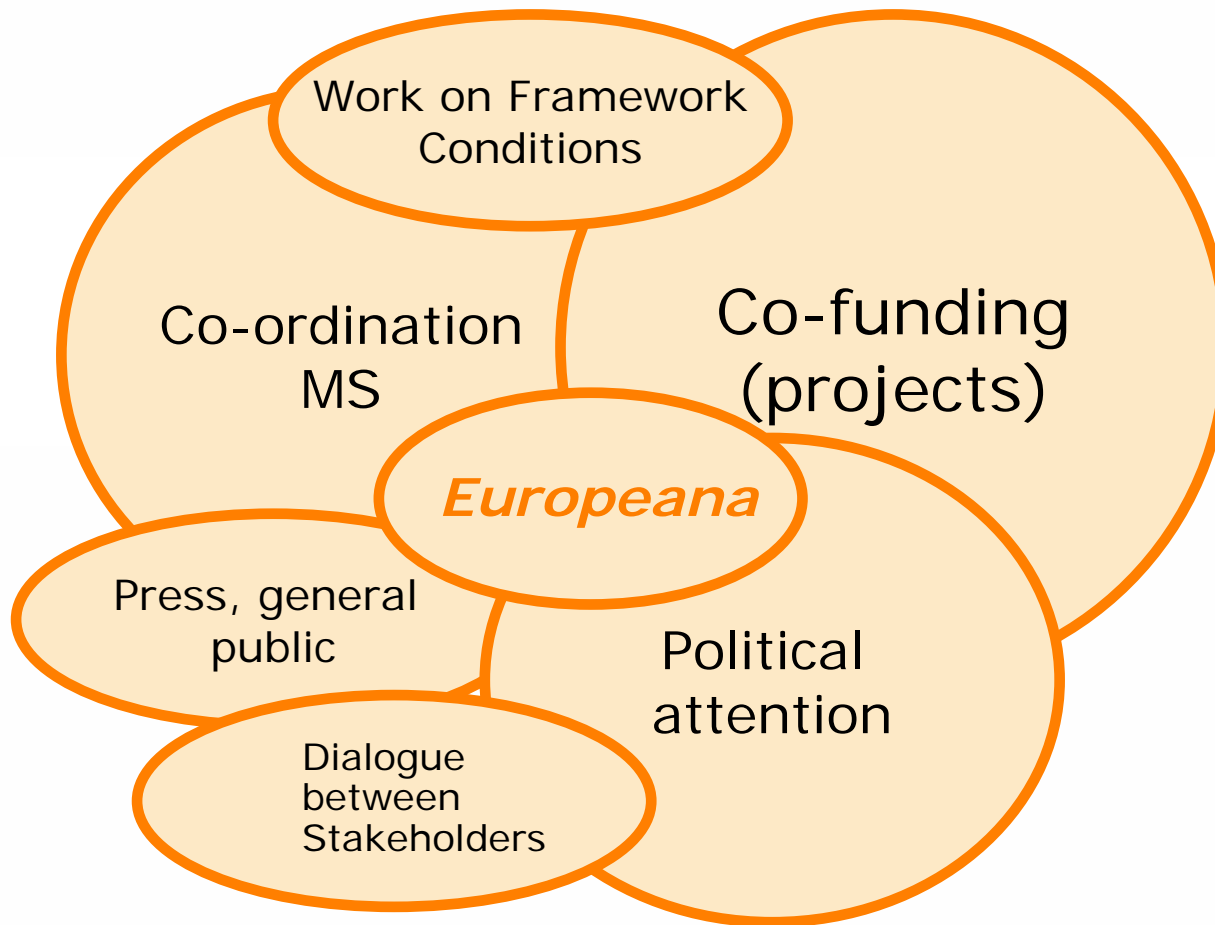 Work on Framework
Conditions
Co-ordination
MS
Co-funding
(projects)
Europeana
Press, general
public
Political
attention
Dialogue
between
Stakeholders